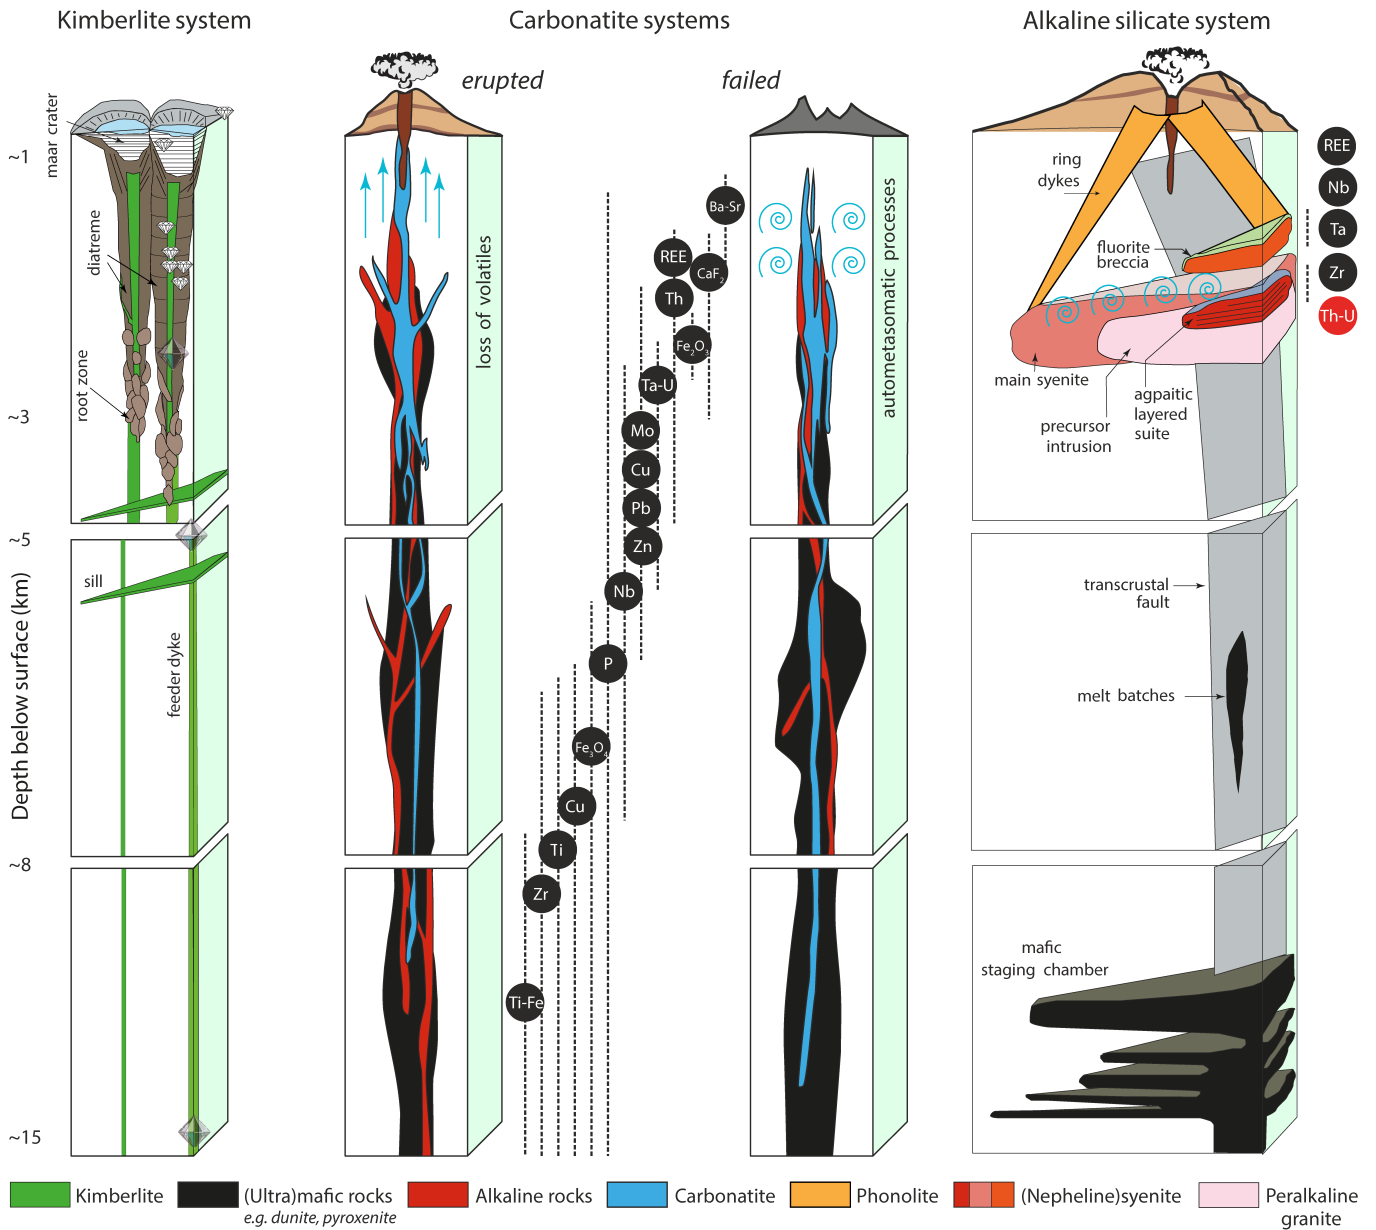 Kimberlite system
Carbonatite systems
Alkaline silicate system
erupted
failed
Depth below surface (km)
~1
~3
~5
~8
~15
maar crater
diatreme
root zone
sill
feeder dyke
loss of volatiles
Ba-Sr
REE
CaF2
Th
Fe2O3
Ta-U
Mo
Cu
Pb
Zn
Nb
P
Fe3O4
Cu
Ti
Zr
Ti-Fe
autometasomatic processes
ring
dykes
fluorite
breccia
main syenite
precursor
intrusion
agpaitic
layered
suite
transcrustal
fault
melt batches
mafic
staging chamber
REE
Nb
Ta
Zr
Th-U
Kimberlite
(Ultra)mafic rocks
e.g. dunite, pyroxenite
Alkaline rocks
Carbonatite
Phonolite
(Nepheline)syenite
Peralkaline
granite